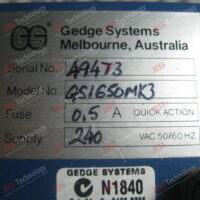 GS Gedge Systems
Melbourne, Australia
Serial No. 49473
Model No. GS1650MK3
Fuse 0.5 A QUICK ACTION
Supply 240 VAC 50/60 HZ
GEDGE SYSTEMS
N1840